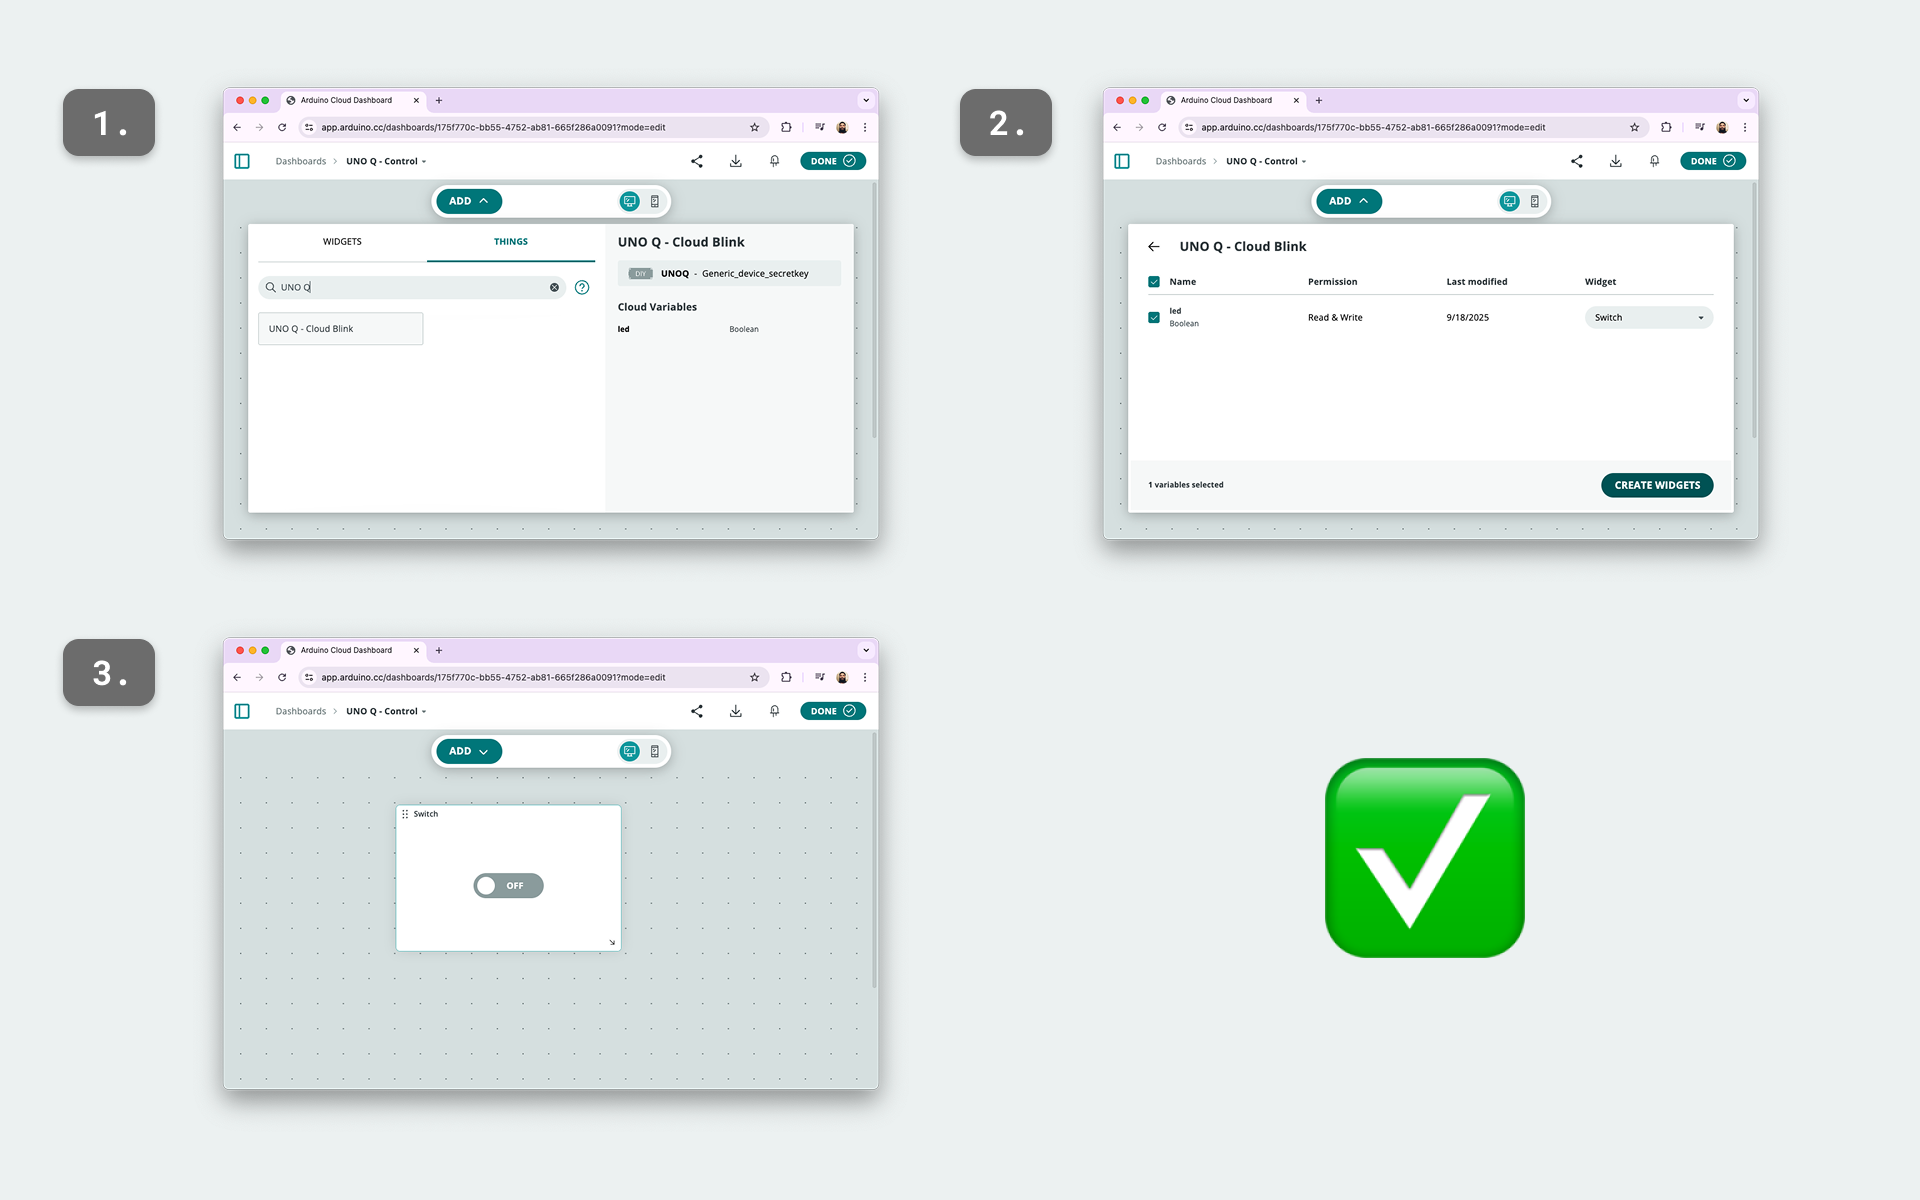 1.
Arduino Cloud Dashboard
app.arduino.cc/dashboards/175f770c-bb55-4752-ab81-665f286a0091?mode=edit
Dashboards > UNO Q - Control
DONE
ADD
WIDGETS
THINGS
UNO Q
UNO Q - Cloud Blink
UNO Q - Cloud Blink
DIY UNOQ - Generic_device_secretkey
Cloud Variables
led Boolean
2.
Arduino Cloud Dashboard
app.arduino.cc/dashboards/175f770c-bb55-4752-ab81-665f286a0091?mode=edit
Dashboards > UNO Q - Control
DONE
ADD
UNO Q - Cloud Blink
Name Permission Last modified Widget
led
Boolean
Read & Write 9/18/2025 Switch
1 variables selected
CREATE WIDGETS
3.
Arduino Cloud Dashboard
app.arduino.cc/dashboards/175f770c-bb55-4752-ab81-665f286a0091?mode=edit
Dashboards > UNO Q - Control
DONE
ADD
Switch
OFF